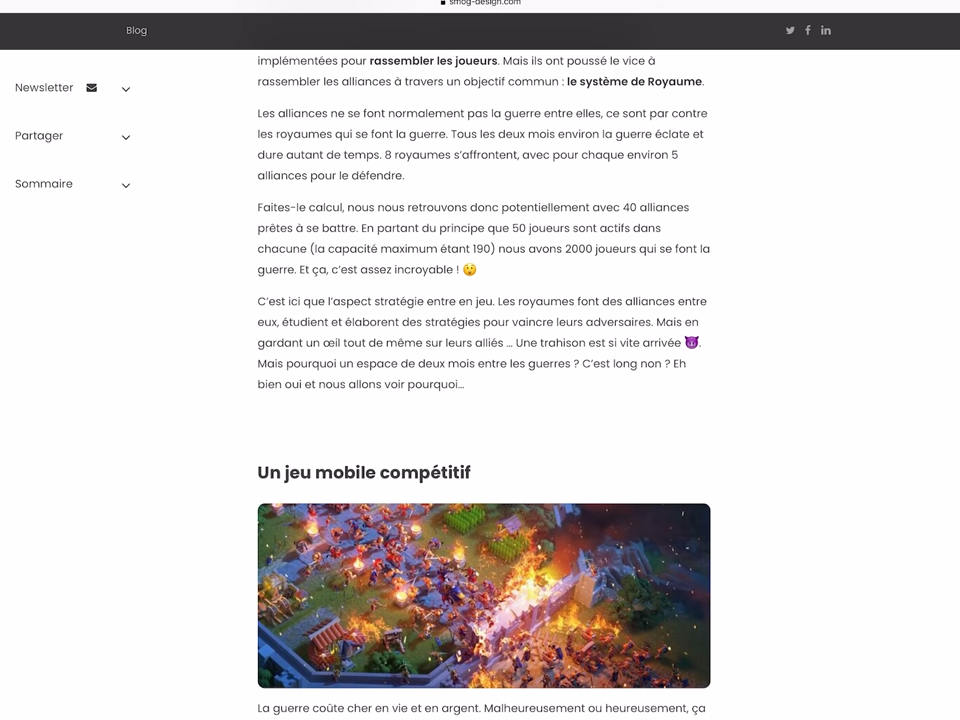 smog-design.com
Blog
Newsletter
Partager
Sommaire
implémentées pour rassembler les joueurs. Mais ils ont poussé le vice à
rassembler les alliances à travers un objectif commun : le système de Royaume.
Les alliances ne se font normalement pas la guerre entre elles, ce sont par contre
les royaumes qui se font la guerre. Tous les deux mois environ la guerre éclate et
dure autant de temps. 8 royaumes s’affrontent, avec pour chaque environ 5
alliances pour le défendre.
Faites-le calcul, nous nous retrouvons donc potentiellement avec 40 alliances
prêtes à se battre. En partant du principe que 50 joueurs sont actifs dans
chacune (la capacité maximum étant 190) nous avons 2000 joueurs qui se font la
guerre. Et ça, c’est assez incroyable ! 😲
C’est ici que l’aspect stratégie entre en jeu. Les royaumes font des alliances entre
eux, étudient et élaborent des stratégies pour vaincre leurs adversaires. Mais en
gardant un œil tout de même sur leurs alliés … Une trahison est si vite arrivée 😈.
Mais pourquoi un espace de deux mois entre les guerres ? C’est long non ? Eh
bien oui et nous allons voir pourquoi…
Un jeu mobile compétitif
La guerre coûte cher en vie et en argent. Malheureusement ou heureusement, ça